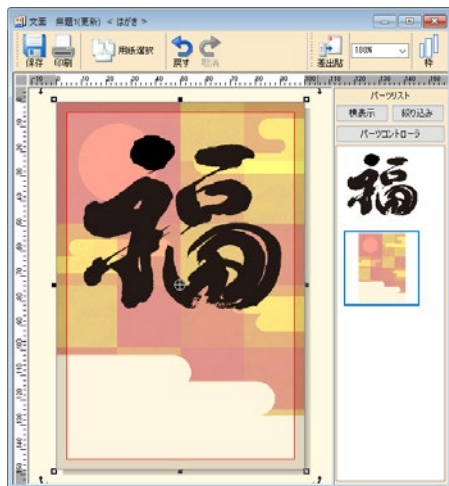 文面 無題1(更新) < はがき >
保存 印刷 用紙選択 戻す 取消 差出貼 100% 枠
パーツリスト
横表示 絞り込み
パーツコントローラ
福
福